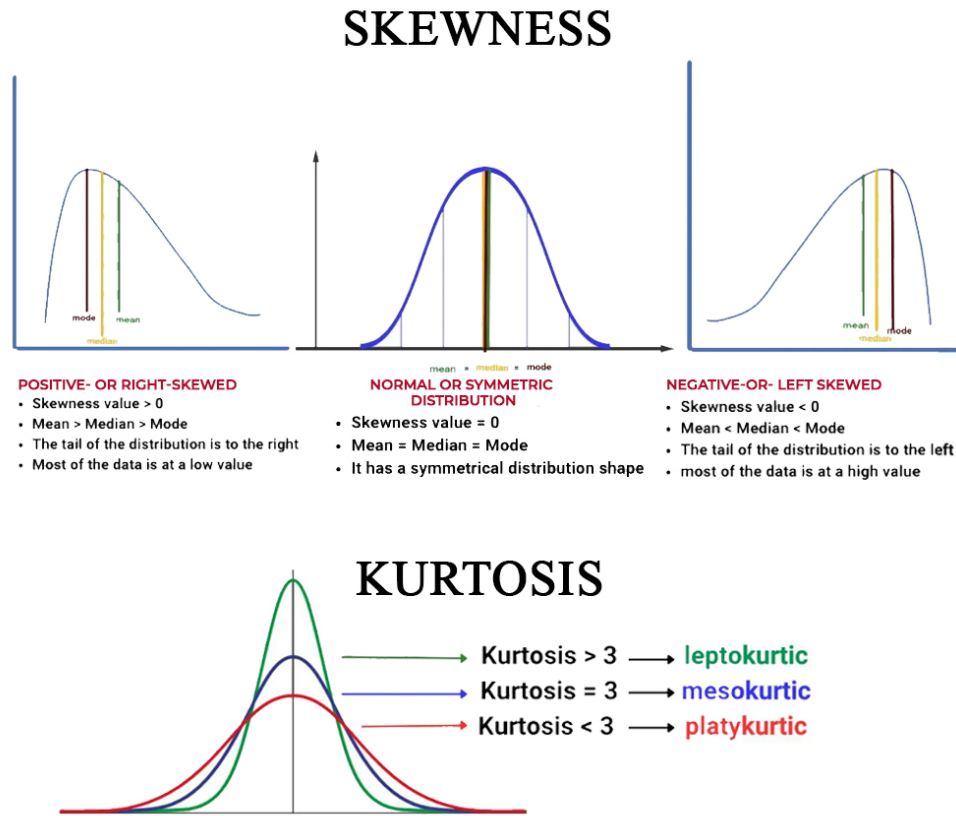 SKEWNESS
mode
mean
median
mean = median = mode
mean
mode
median
POSITIVE- OR RIGHT-SKEWED
• Skewness value > 0
• Mean > Median > Mode
• The tail of the distribution is to the right
• Most of the data is at a low value
NORMAL OR SYMMETRIC
DISTRIBUTION
• Skewness value = 0
• Mean = Median = Mode
• It has a symmetrical distribution shape
NEGATIVE-OR- LEFT SKEWED
• Skewness value < 0
• Mean < Median < Mode
• The tail of the distribution is to the left
• most of the data is at a high value
KURTOSIS
Kurtosis > 3 leptokurtic
Kurtosis = 3 mesokurtic
Kurtosis < 3 platykurtic